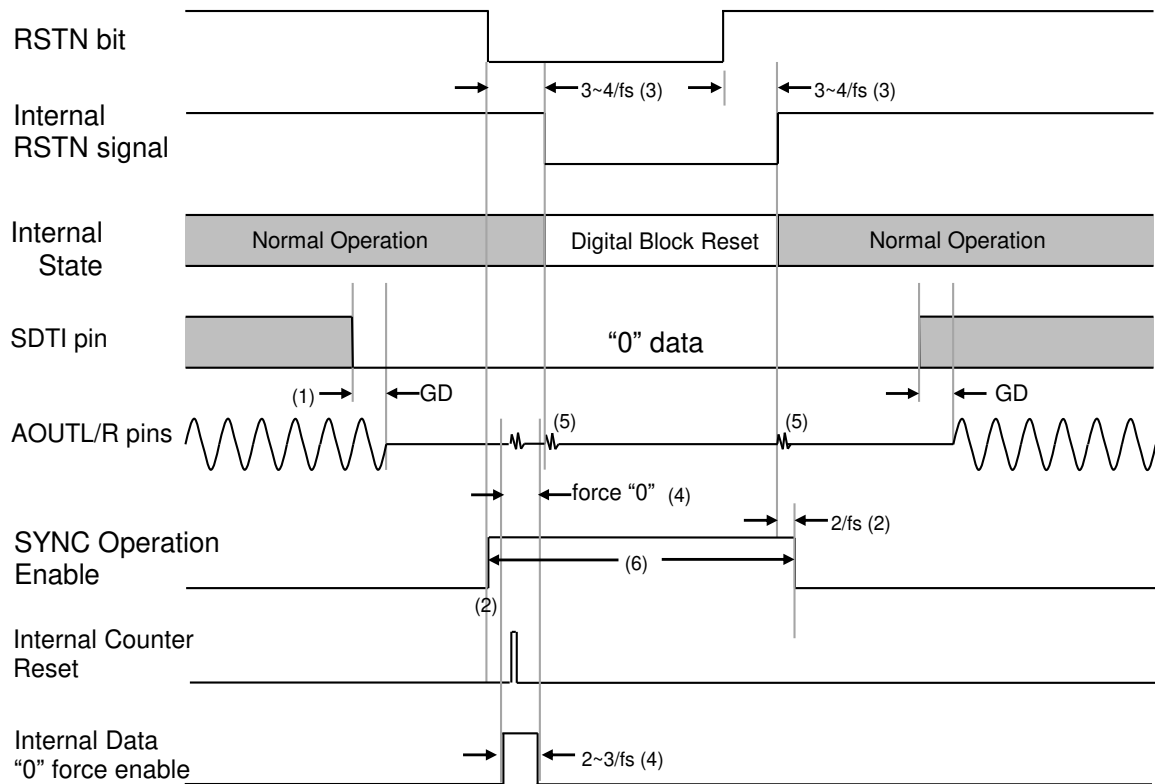 RSTN bit
3~4/fs (3)
3~4/fs (3)
Internal
RSTN signal
Internal
State
Normal Operation
Digital Block Reset
Normal Operation
SDTI pin
“0” data
(1)
GD
GD
AOUTL/R pins
(5)
(5)
force “0” (4)
2/fs (2)
SYNC Operation
Enable
(6)
(2)
Internal Counter
Reset
Internal Data
“0” force enable
2~3/fs (4)